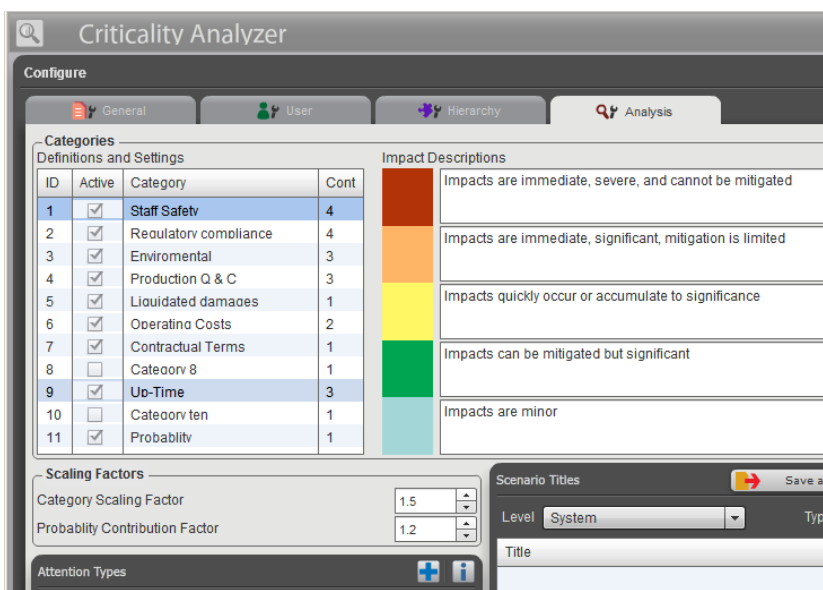 Criticality Analyzer
Configure
General User Hierarchy Analysis
Categories
Definitions and Settings
ID Active Category Cont
1 Staff Safety 4
2 Regulatory compliance 4
3 Enviromental 3
4 Production Q & C 3
5 Liquidated damages 1
6 Operating Costs 2
7 Contractual Terms 1
8 Category 8 1
9 Up-Time 3
10 Category ten 1
11 Probablity 1
Impact Descriptions
Impacts are immediate, severe, and cannot be mitigated
Impacts are immediate, significant, mitigation is limited
Impacts quickly occur or accumulate to significance
Impacts can be mitigated but significant
Impacts are minor
Scaling Factors
Category Scaling Factor 1.5
Probablity Contribution Factor 1.2
Attention Types
Scenario Titles Save a
Level System Typ
Title